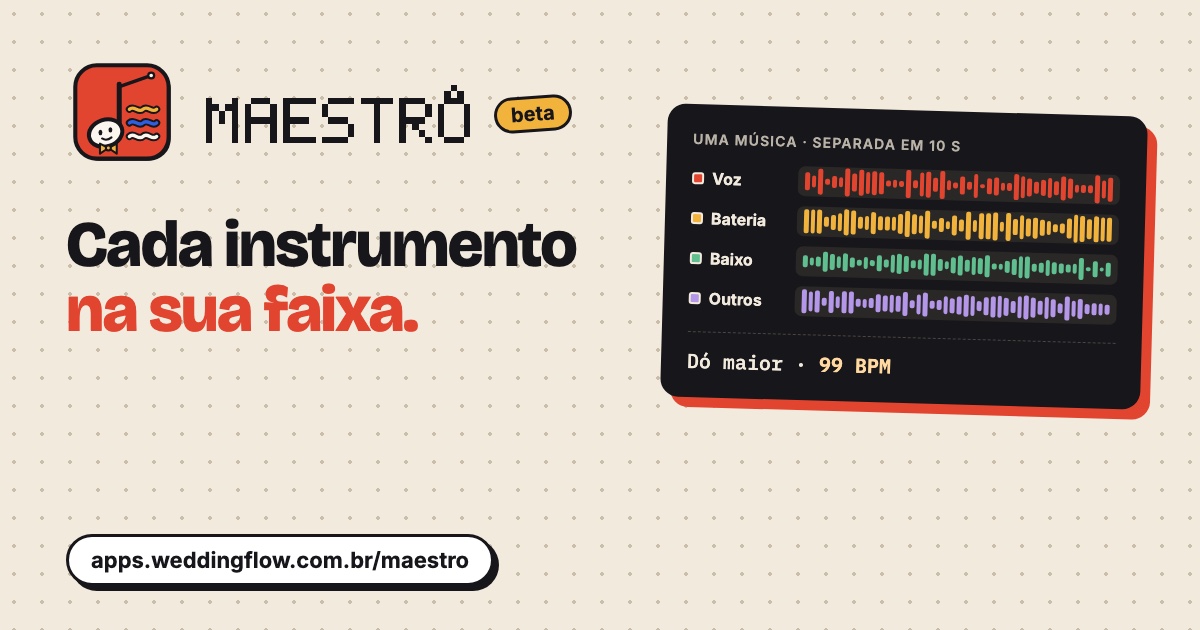 MAESTRÔ
beta
Cada instrumento
na sua faixa.
UMA MÚSICA · SEPARADA EM 10 S
Voz
Bateria
Baixo
Outros
Dó maior · 99 BPM
apps.weddingflow.com.br/maestro